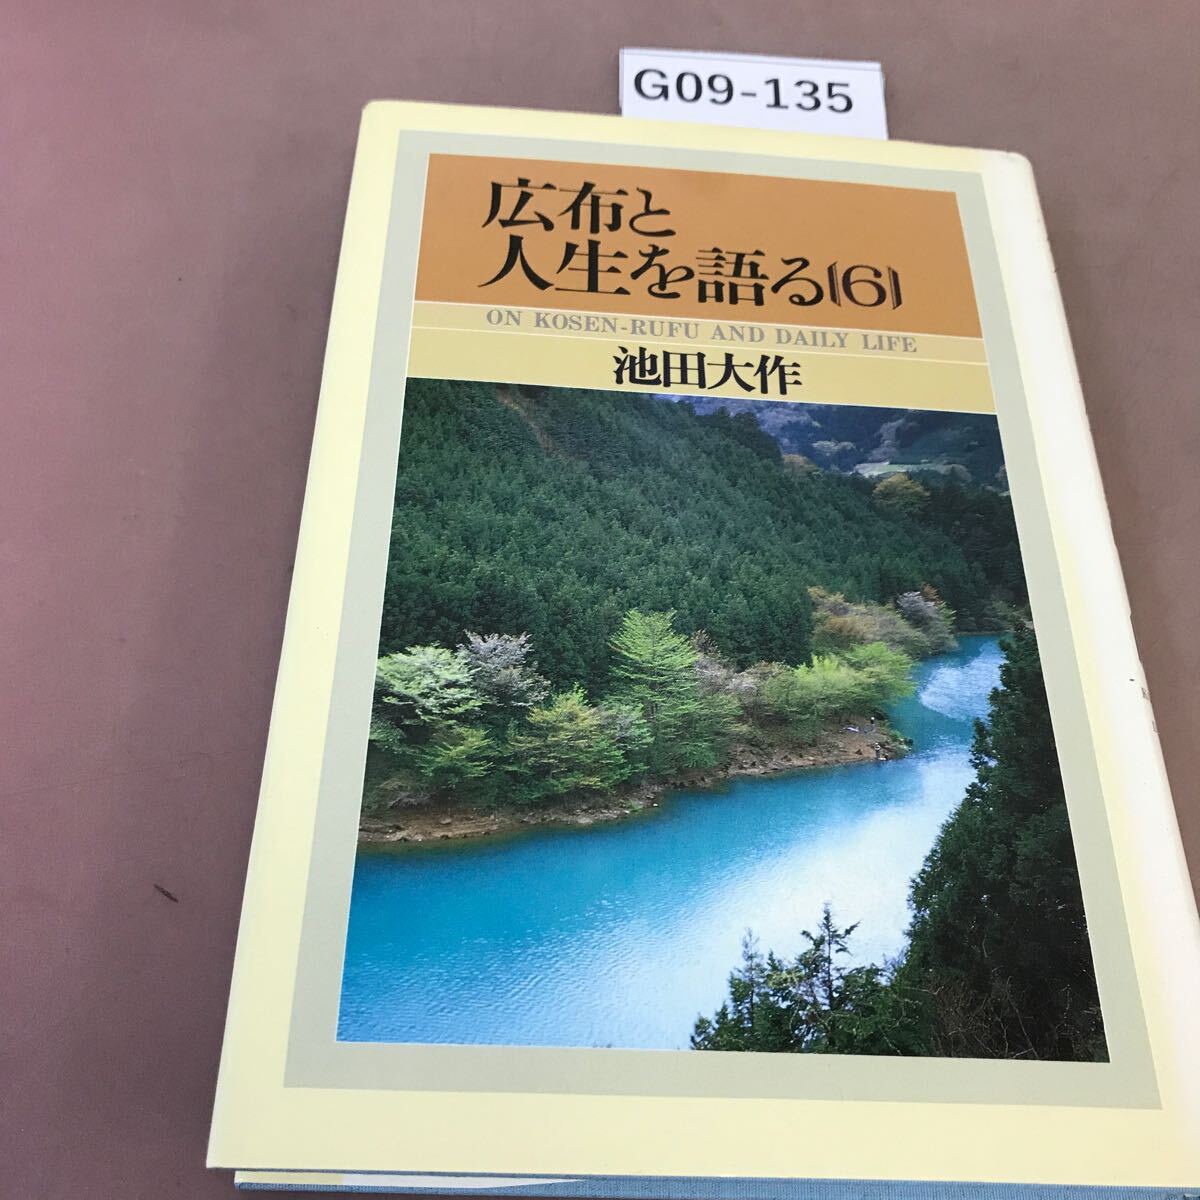 G09-135
広布と
人生を語る〔6〕
ON KOSEN-RUFU AND DAILY LIFE
池田大作